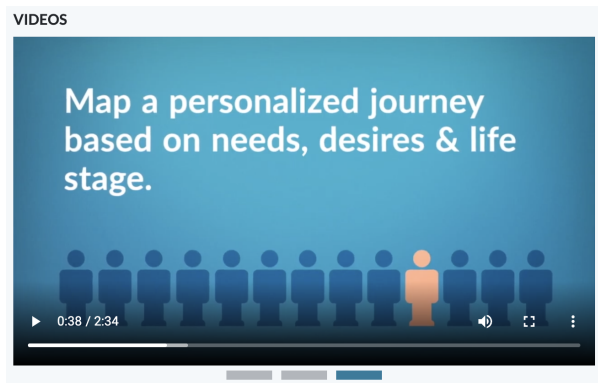 VIDEOS
Map a personalized journey
based on needs, desires & life
stage.
0:38 / 2:34